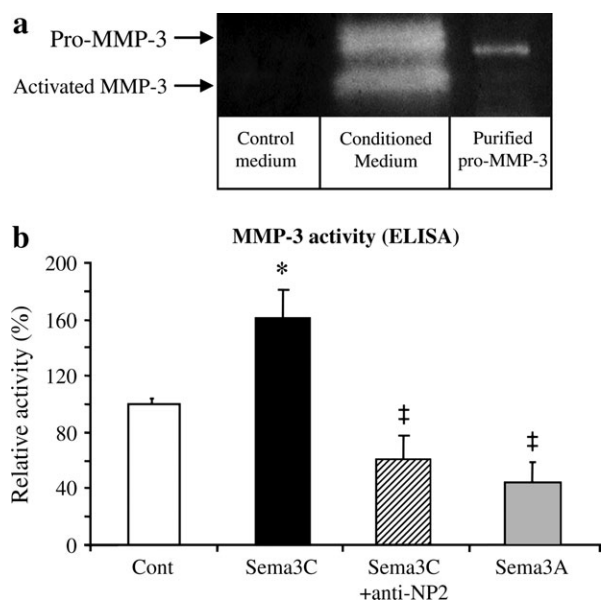 a
Pro-MMP-3
Activated MMP-3
Control
medium
Conditioned
Medium
Purified
pro-MMP-3
b
MMP-3 activity (ELISA)
Relative activity (%)
200
160
120
80
40
0
*
‡
‡
Cont
Sema3C
Sema3C
+anti-NP2
Sema3A